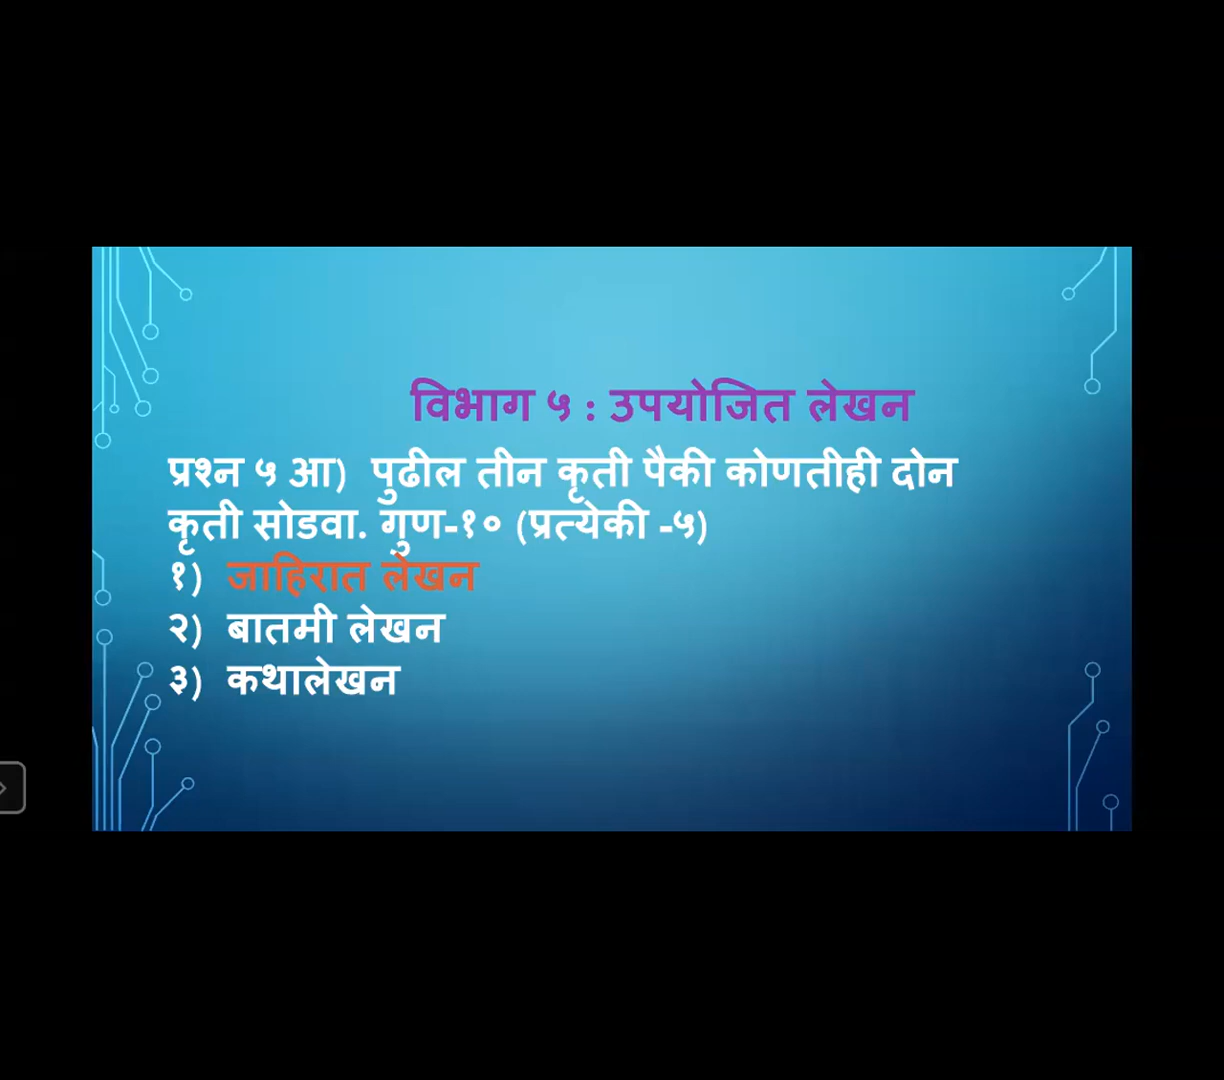 विभाग ५ : उपयोजित लेखन
प्रश्न ५ आ) पुढील तीन कृती पैकी कोणतीही दोन
कृती सोडवा. गुण-१० (प्रत्येकी -५)
१) जाहिरात लेखन
२) बातमी लेखन
३) कथालेखन